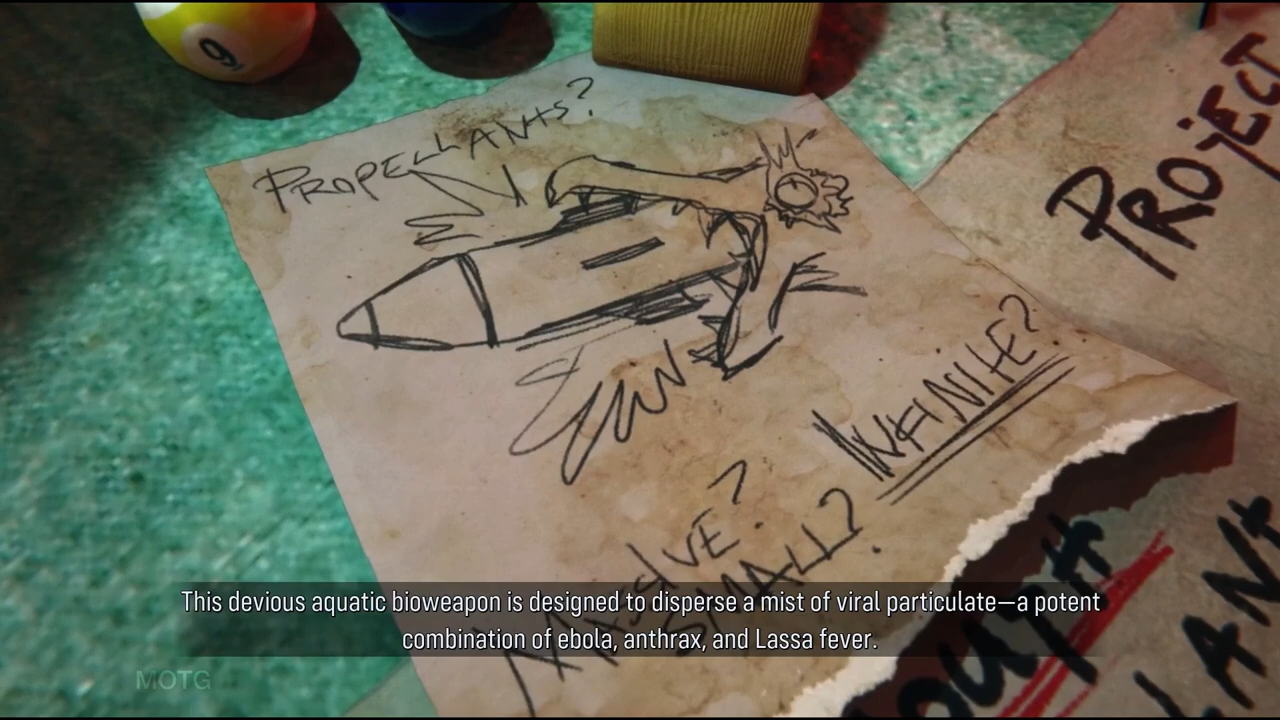 9
PROPELLANTS?
PROJECT
INFINITE?
MASSIVE?
SMALL?
This devious aquatic bioweapon is designed to disperse a mist of viral particulate—a potent
combination of ebola, anthrax, and Lassa fever.
MOTG